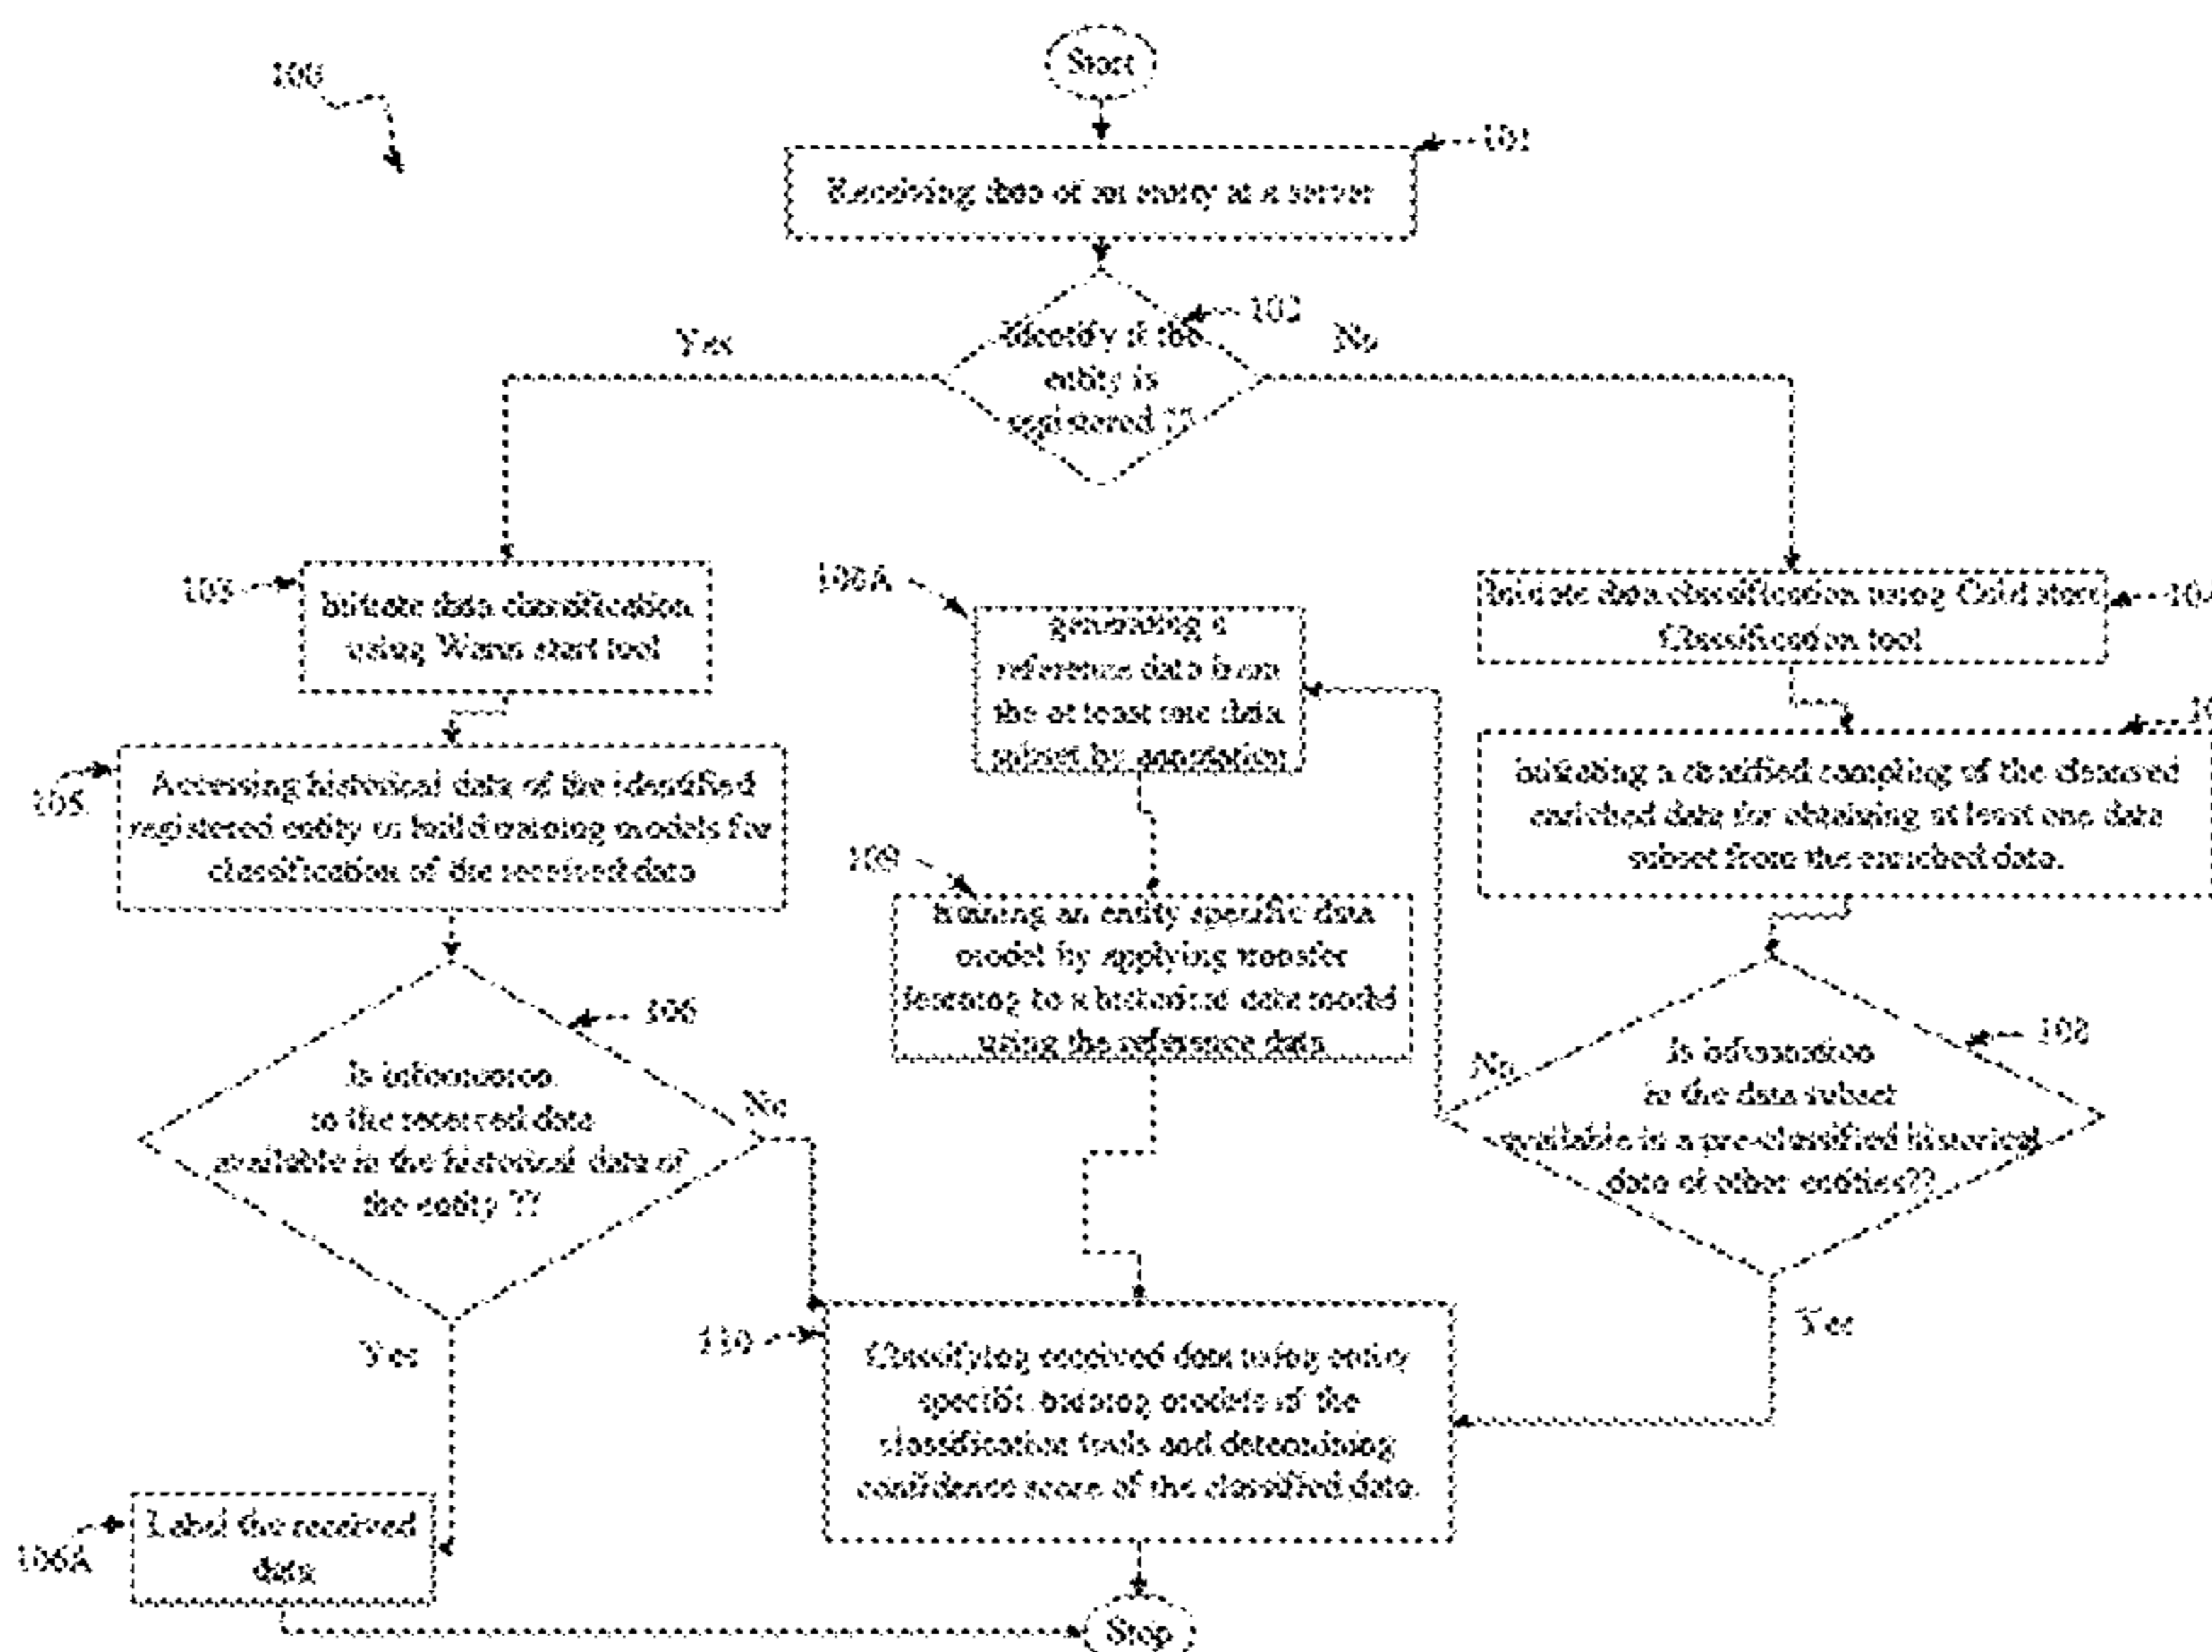 100
Start
101
Receiving data of an entity at a server
102
Identify if the
entity is
registered ??
Yes
No
103
Initiate data classification
using Warm start tool
108A
generating a
reference data from
the at least one data
subset by annotation
Initiate data classification using Cold start
Classification tool
105
Accessing historical data of the identified
registered entity to build training models for
classification of the received data
initiating a stratified sampling of the cleansed
enriched data for obtaining at least one data
subset from the enriched data.
109
training an entity specific data
model by applying transfer
learning to a historical data model
using the reference data
106
Is information
in the received data
available in the historical data of
the entity ??
No
Yes
108
Is information
in the data subset
available in a pre-classified historical
data of other entities??
No
Yes
110
Classifying received data using entity
specific training models of the
classification tools and determining
confidence score of the classified data.
106A
Label the received
data
Stop